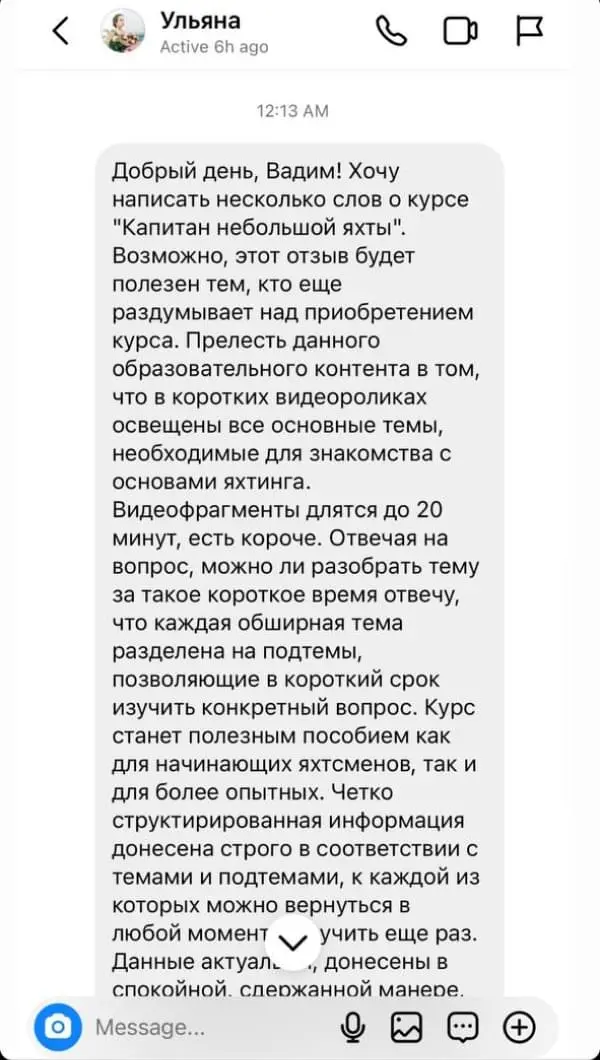 Ульяна
Active 6h ago
12:13 AM
Добрый день, Вадим! Хочу
написать несколько слов о курсе
"Капитан небольшой яхты".
Возможно, этот отзыв будет
полезен тем, кто еще
раздумывает над приобретением
курса. Прелесть данного
образовательного контента в том,
что в коротких видеороликах
освещены все основные темы,
необходимые для знакомства с
основами яхтинга.
Видеофрагменты длятся до 20
минут, есть короче. Отвечая на
вопрос, можно ли разобрать тему
за такое короткое время отвечу,
что каждая обширная тема
разделена на подтемы,
позволяющие в короткий срок
изучить конкретный вопрос. Курс
станет полезным пособием как
для начинающих яхтсменов, так и
для более опытных. Четко
структирированная информация
донесена строго в соответствии с
темами и подтемами, к каждой из
которых можно вернуться в
любой момент учить еще раз.
Данные донесены в
спокойной, сдержанной манере,
Message...